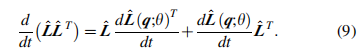 d/dt (L̂L̂ᵀ) = L̂ dL̂(q;θ)ᵀ/dt + dL̂(q;θ)/dt L̂ᵀ. (9)